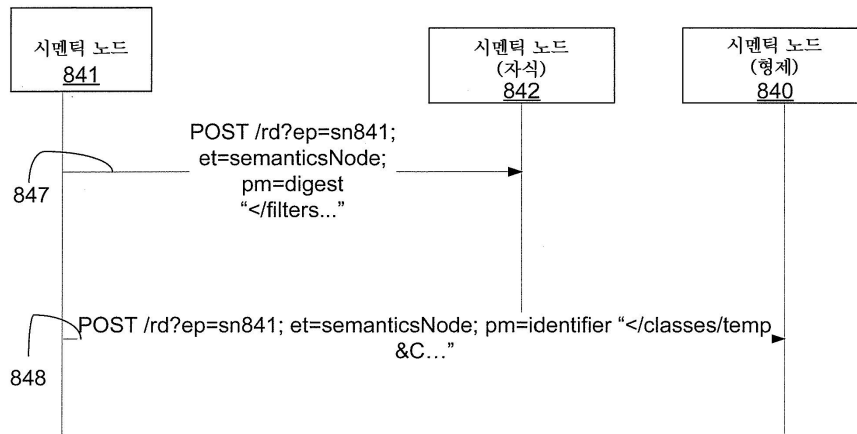 시멘틱 노드
841
시멘틱 노드
(자식)
842
시멘틱 노드
(형제)
840
POST /rd?ep=sn841;
et=semanticsNode;
pm=digest
“</filters...”
847
POST /rd?ep=sn841; et=semanticsNode; pm=identifier “</classes/temp
&C...”
848